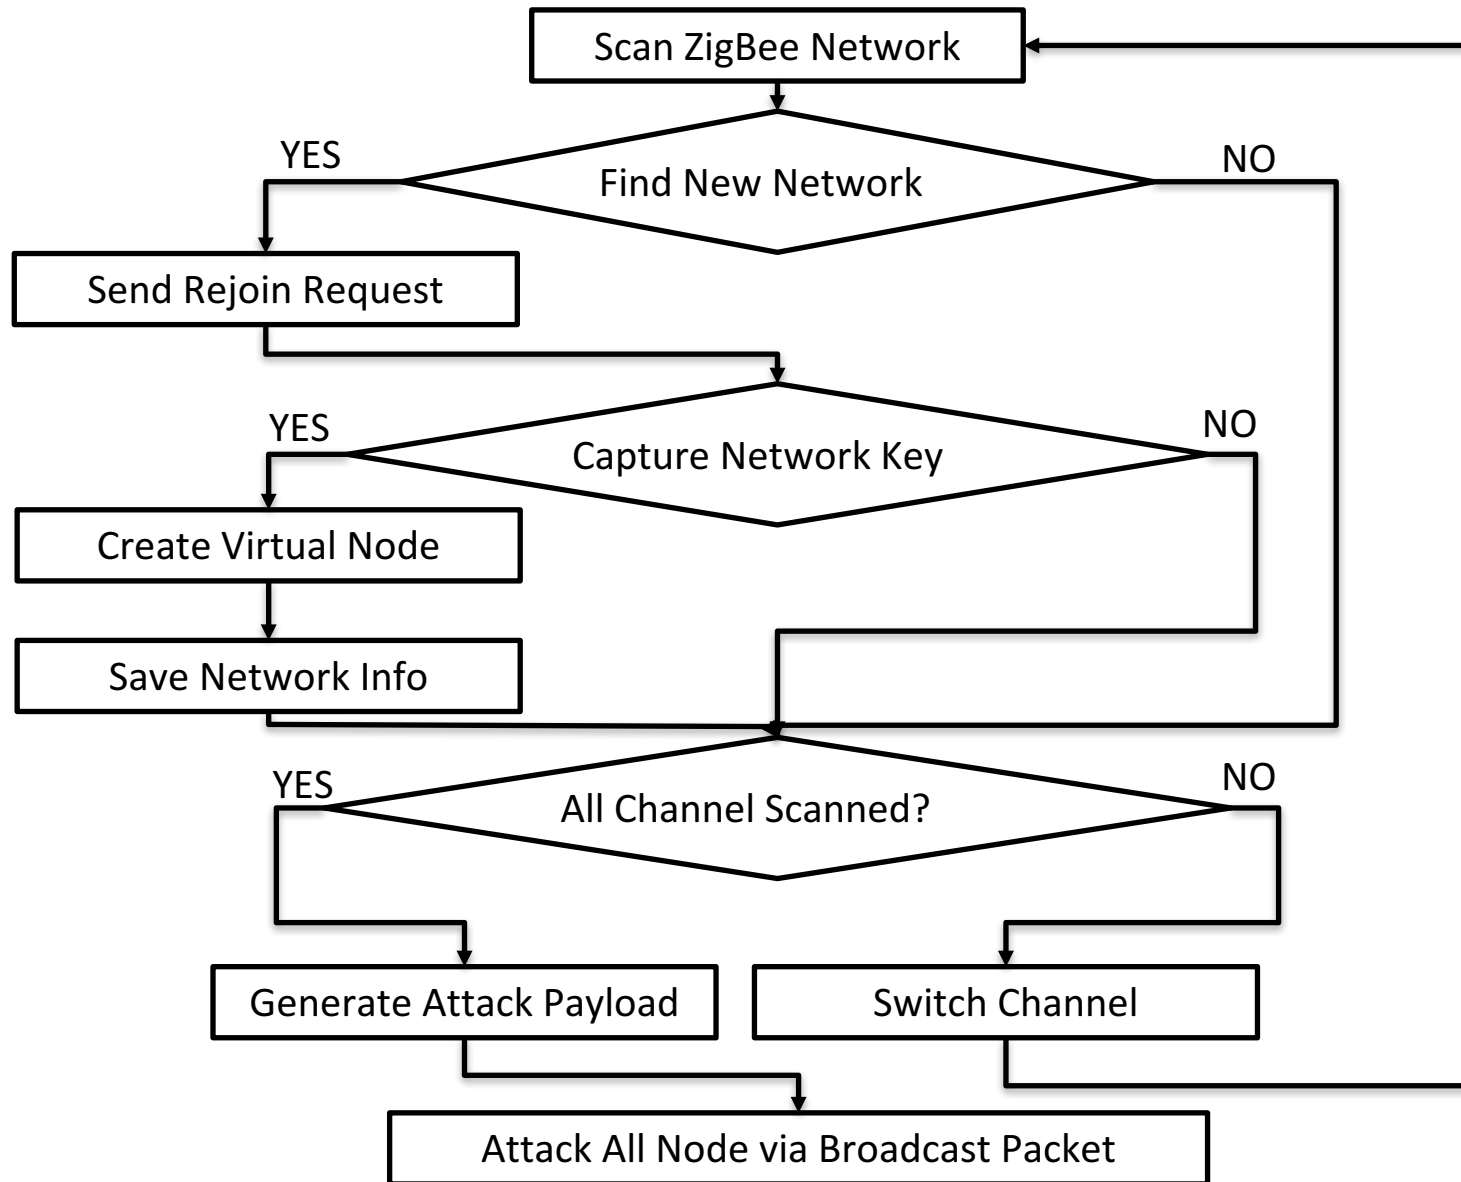 Scan ZigBee Network
YES
NO
Find New Network
Send Rejoin Request
YES
NO
Capture Network Key
Create Virtual Node
Save Network Info
YES
NO
All Channel Scanned?
Generate Attack Payload
Switch Channel
Attack All Node via Broadcast Packet